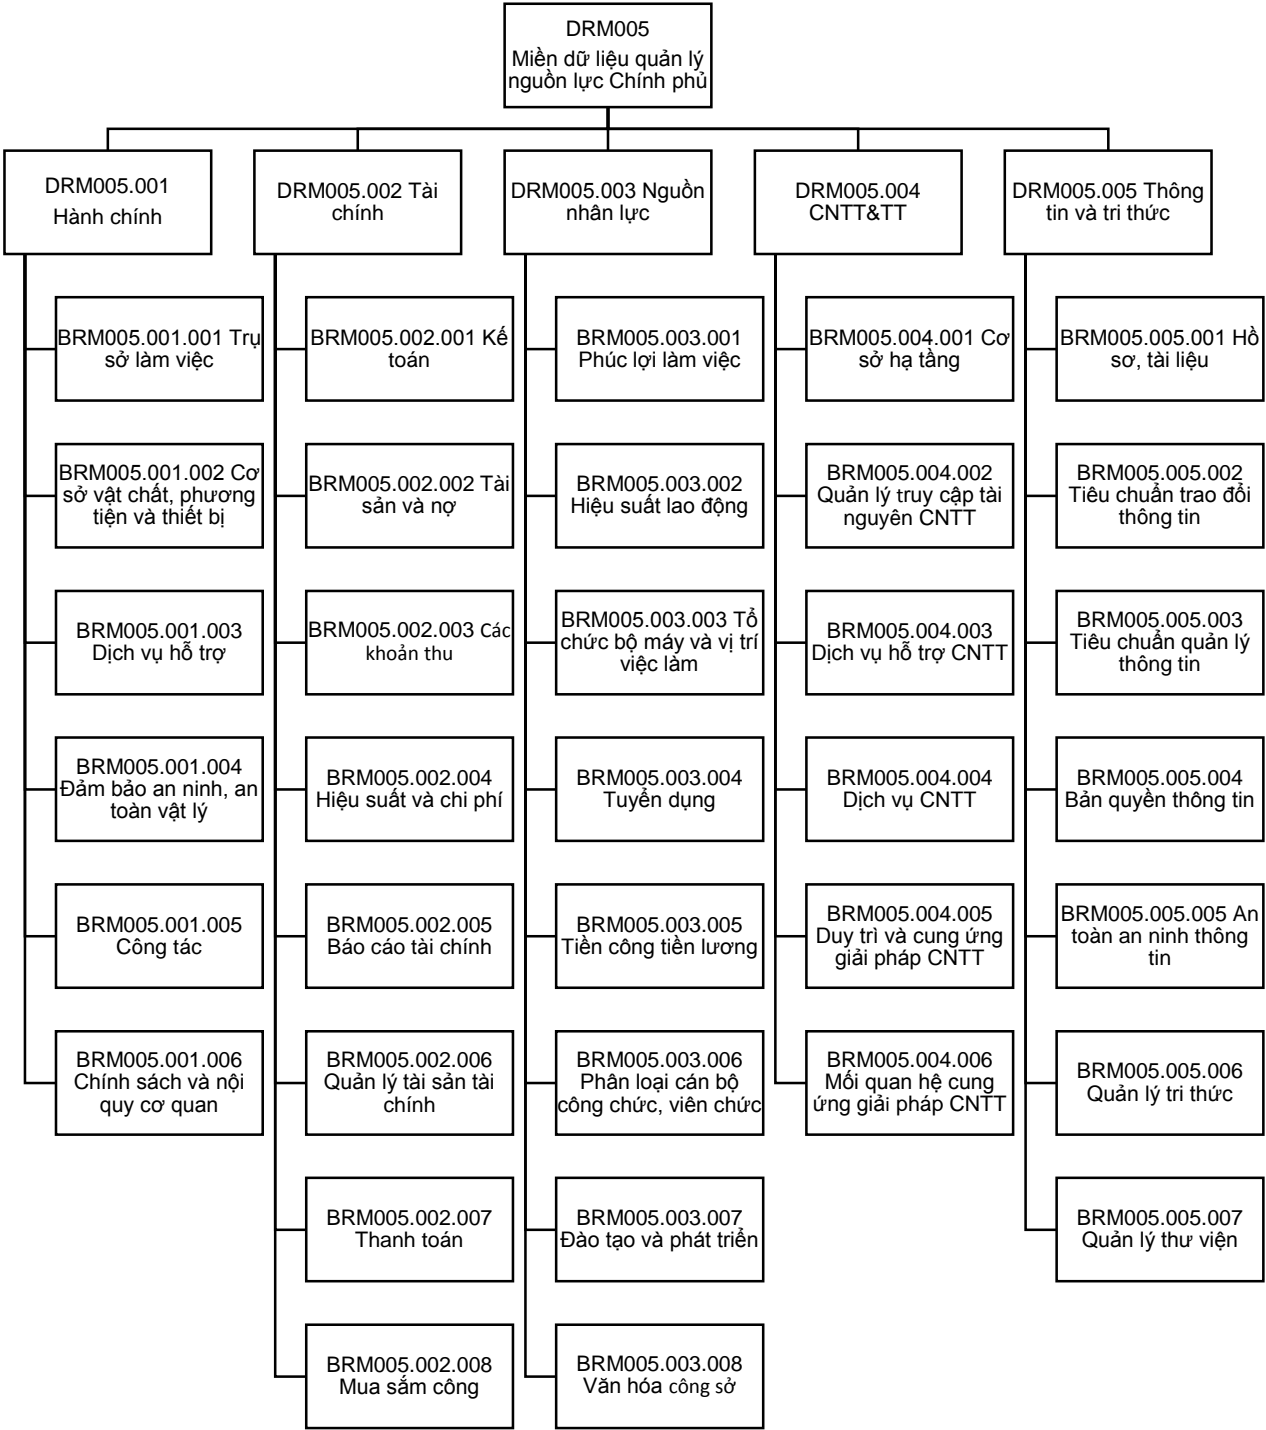 DRM005
Miền dữ liệu quản lý
nguồn lực Chính phủ
DRM005.001
Hành chính
DRM005.002 Tài
chính
DRM005.003 Nguồn
nhân lực
DRM005.004
CNTT&TT
DRM005.005 Thông
tin và tri thức
BRM005.001.001 Trụ
sở làm việc
BRM005.001.002 Cơ
sở vật chất, phương
tiện và thiết bị
BRM005.001.003
Dịch vụ hỗ trợ
BRM005.001.004
Đảm bảo an ninh, an
toàn vật lý
BRM005.001.005
Công tác
BRM005.001.006
Chính sách và nội
quy cơ quan
BRM005.002.001 Kế
toán
BRM005.002.002 Tài
sản và nợ
BRM005.002.003 Các
khoản thu
BRM005.002.004
Hiệu suất và chi phí
BRM005.002.005
Báo cáo tài chính
BRM005.002.006
Quản lý tài sản tài
chính
BRM005.002.007
Thanh toán
BRM005.002.008
Mua sắm công
BRM005.003.001
Phúc lợi làm việc
BRM005.003.002
Hiệu suất lao động
BRM005.003.003 Tổ
chức bộ máy và vị trí
việc làm
BRM005.003.004
Tuyển dụng
BRM005.003.005
Tiền công tiền lương
BRM005.003.006
Phân loại cán bộ
công chức, viên chức
BRM005.003.007
Đào tạo và phát triển
BRM005.003.008
Văn hóa công sở
BRM005.004.001 Cơ
sở hạ tầng
BRM005.004.002
Quản lý truy cập tài
nguyên CNTT
BRM005.004.003
Dịch vụ hỗ trợ CNTT
BRM005.004.004
Dịch vụ CNTT
BRM005.004.005
Duy trì và cung ứng
giải pháp CNTT
BRM005.004.006
Mối quan hệ cung
ứng giải pháp CNTT
BRM005.005.001 Hồ
sơ, tài liệu
BRM005.005.002
Tiêu chuẩn trao đổi
thông tin
BRM005.005.003
Tiêu chuẩn quản lý
thông tin
BRM005.005.004
Bản quyền thông tin
BRM005.005.005 An
toàn an ninh thông
tin
BRM005.005.006
Quản lý tri thức
BRM005.005.007
Quản lý thư viện